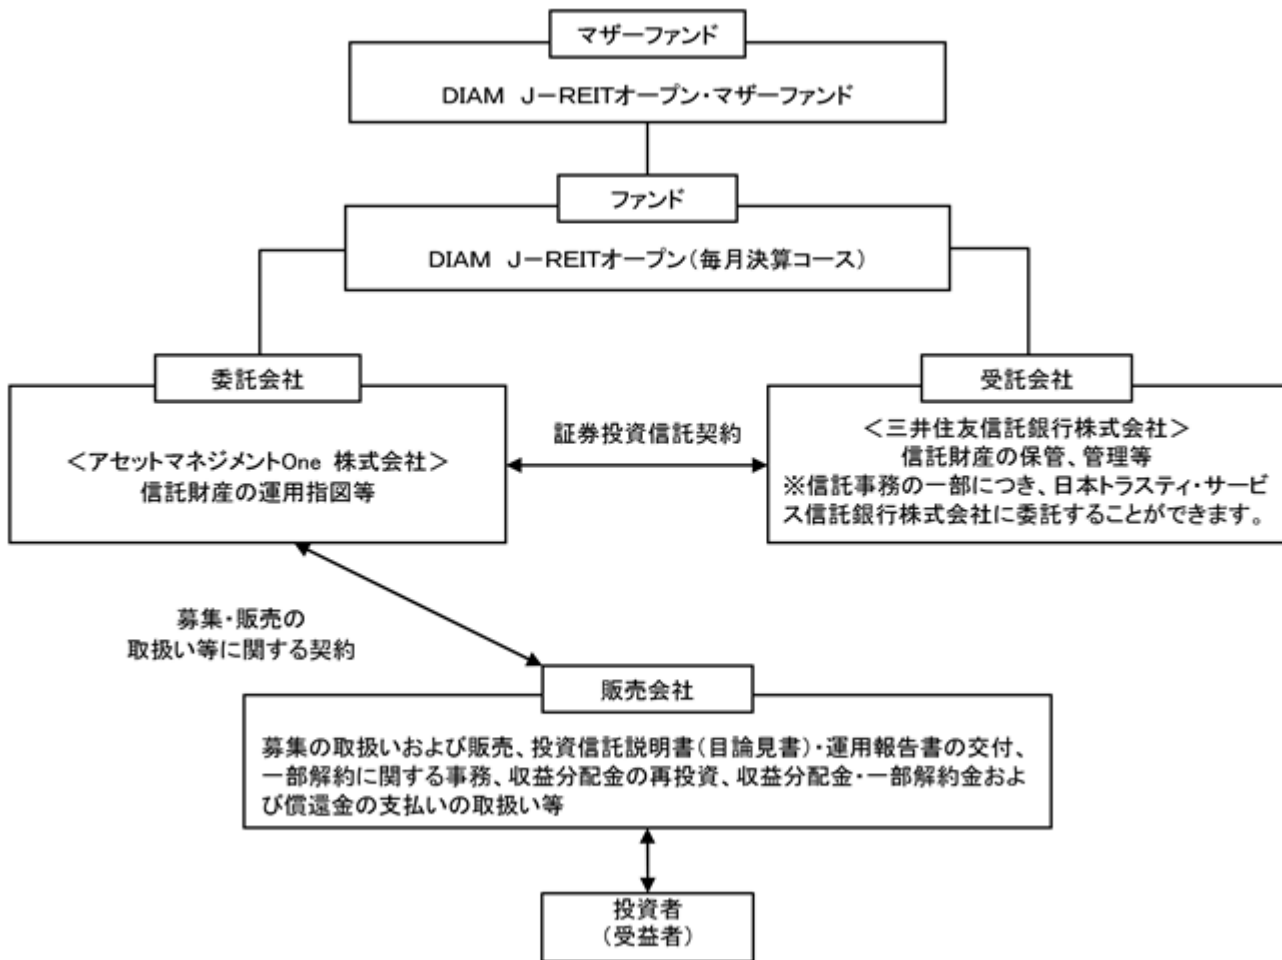 マザーファンド
DIAM J－REITオープン・マザーファンド
ファンド
DIAM J－REITオープン（毎月決算コース）
委託会社
＜アセットマネジメントOne 株式会社＞
信託財産の運用指図等
証券投資信託契約
受託会社
＜三井住友信託銀行株式会社＞
信託財産の保管、管理等
※信託事務の一部につき、日本トラスティ・サービ
ス信託銀行株式会社に委託することができます。
募集・販売の
取扱い等に関する契約
販売会社
募集の取扱いおよび販売、投資信託説明書（目論見書）・運用報告書の交付、
一部解約に関する事務、収益分配金の再投資、収益分配金・一部解約金およ
び償還金の支払いの取扱い等
投資者
（受益者）